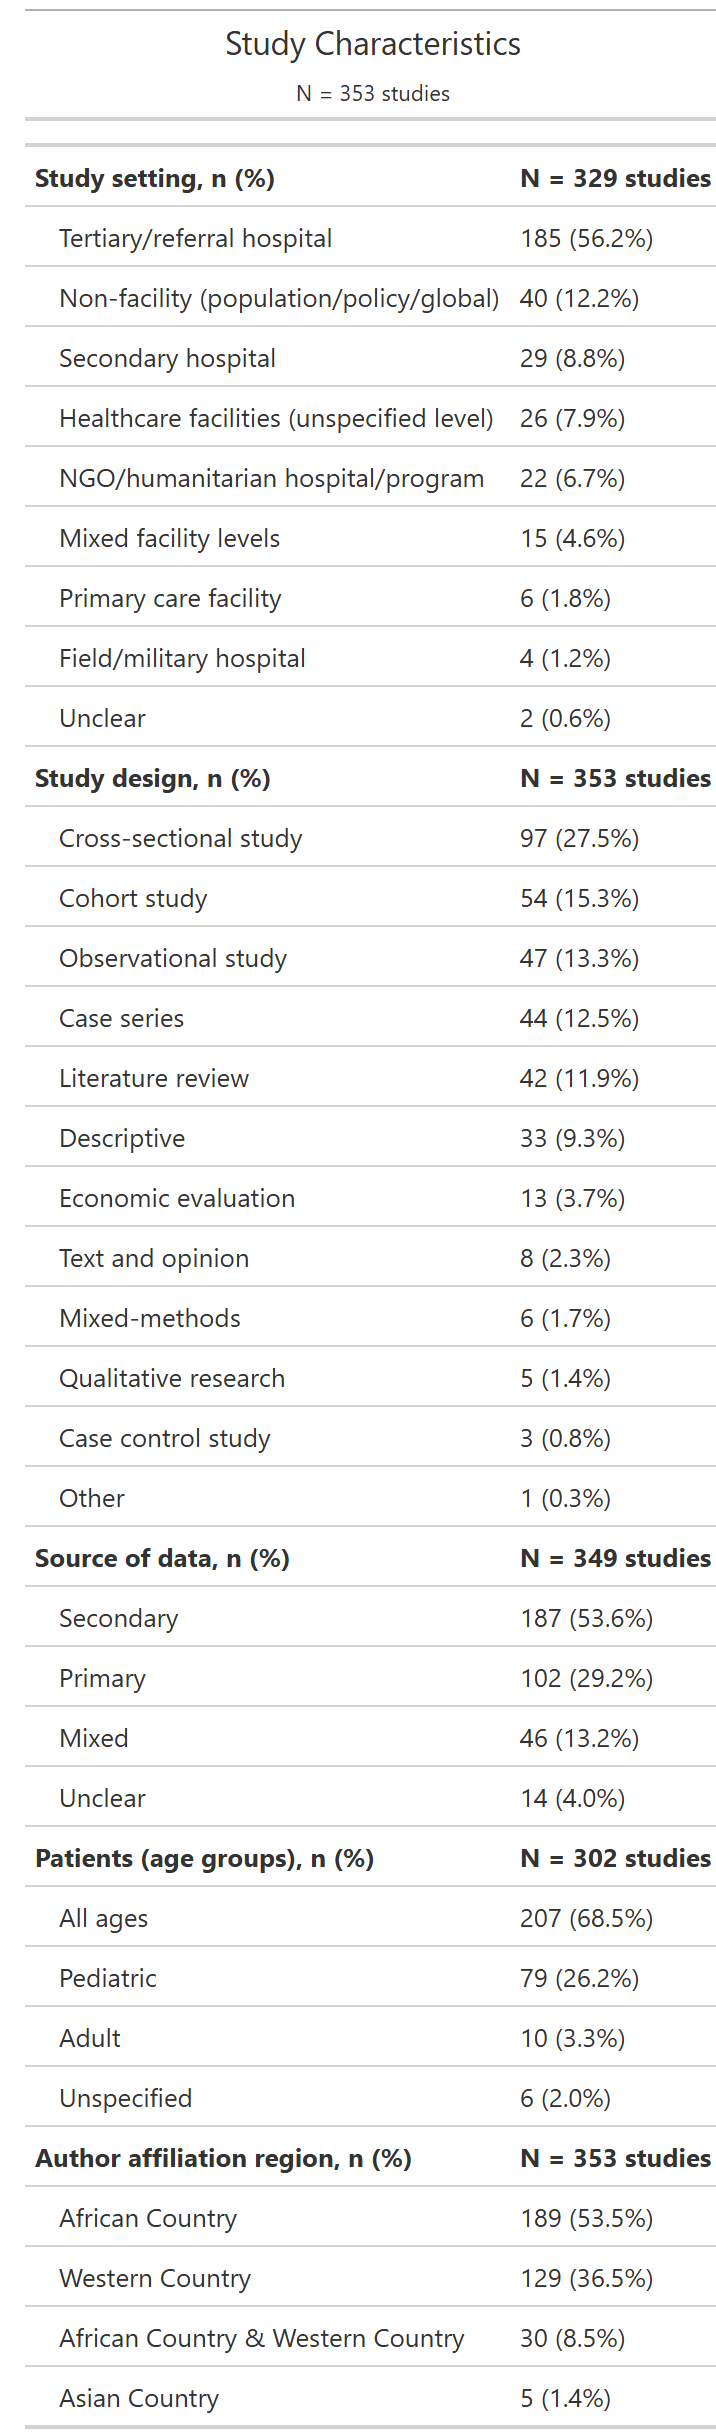 Study Characteristics
N = 353 studies
Study setting, n (%) N = 329 studies
Tertiary/referral hospital 185 (56.2%)
Non-facility (population/policy/global) 40 (12.2%)
Secondary hospital 29 (8.8%)
Healthcare facilities (unspecified level) 26 (7.9%)
NGO/humanitarian hospital/program 22 (6.7%)
Mixed facility levels 15 (4.6%)
Primary care facility 6 (1.8%)
Field/military hospital 4 (1.2%)
Unclear 2 (0.6%)
Study design, n (%) N = 353 studies
Cross-sectional study 97 (27.5%)
Cohort study 54 (15.3%)
Observational study 47 (13.3%)
Case series 44 (12.5%)
Literature review 42 (11.9%)
Descriptive 33 (9.3%)
Economic evaluation 13 (3.7%)
Text and opinion 8 (2.3%)
Mixed-methods 6 (1.7%)
Qualitative research 5 (1.4%)
Case control study 3 (0.8%)
Other 1 (0.3%)
Source of data, n (%) N = 349 studies
Secondary 187 (53.6%)
Primary 102 (29.2%)
Mixed 46 (13.2%)
Unclear 14 (4.0%)
Patients (age groups), n (%) N = 302 studies
All ages 207 (68.5%)
Pediatric 79 (26.2%)
Adult 10 (3.3%)
Unspecified 6 (2.0%)
Author affiliation region, n (%) N = 353 studies
African Country 189 (53.5%)
Western Country 129 (36.5%)
African Country & Western Country 30 (8.5%)
Asian Country 5 (1.4%)